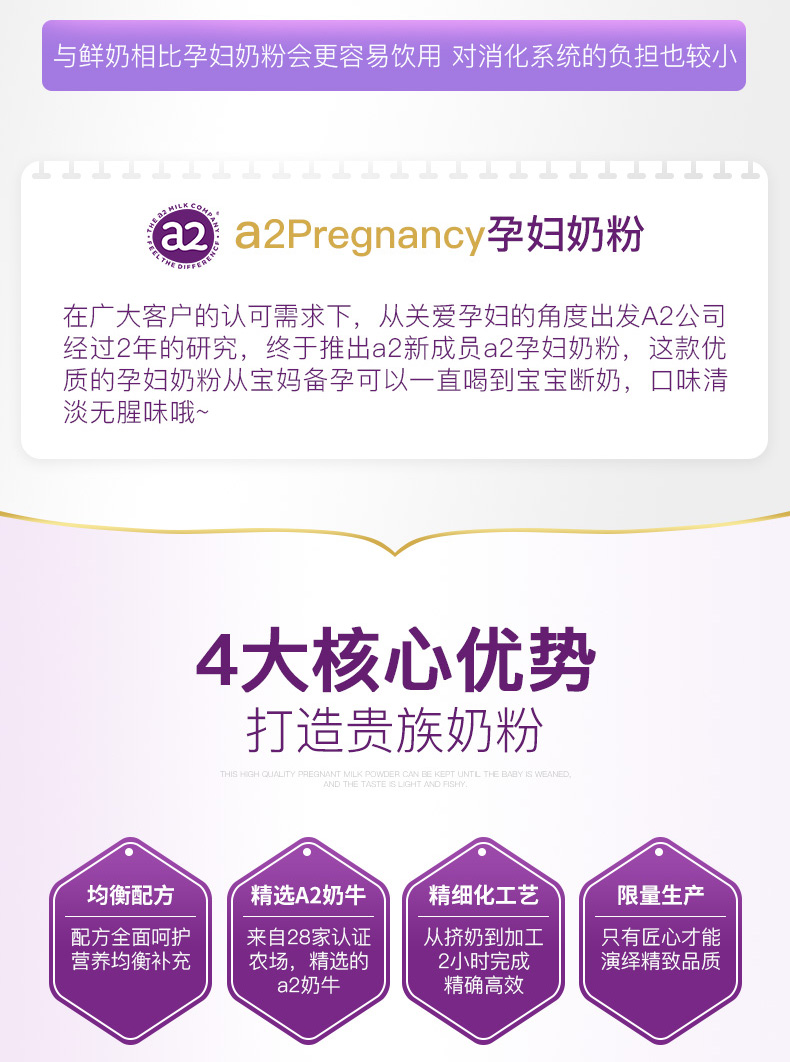 与鲜奶相比孕妇奶粉会更容易饮用 对消化系统的负担也较小
THE a2 MILK COMPANY
a2
FEEL THE DIFFERENCE
a2Pregnancy孕妇奶粉
在广大客户的认可需求下，从关爱孕妇的角度出发A2公司
经过2年的研究，终于推出a2新成员a2孕妇奶粉，这款优
质的孕妇奶粉从宝妈备孕可以一直喝到宝宝断奶，口味清
淡无腥味哦~
4大核心优势
打造贵族奶粉
THIS HIGH QUALITY PREGNANT MILK POWDER CAN BE KEPT UNTIL THE BABY IS WEANED,
AND THE TASTE IS LIGHT AND FISHY.
均衡配方
配方全面呵护
营养均衡补充
精选A2奶牛
来自28家认证
农场，精选的
a2奶牛
精细化工艺
从挤奶到加工
2小时完成
精确高效
限量生产
只有匠心才能
演绎精致品质